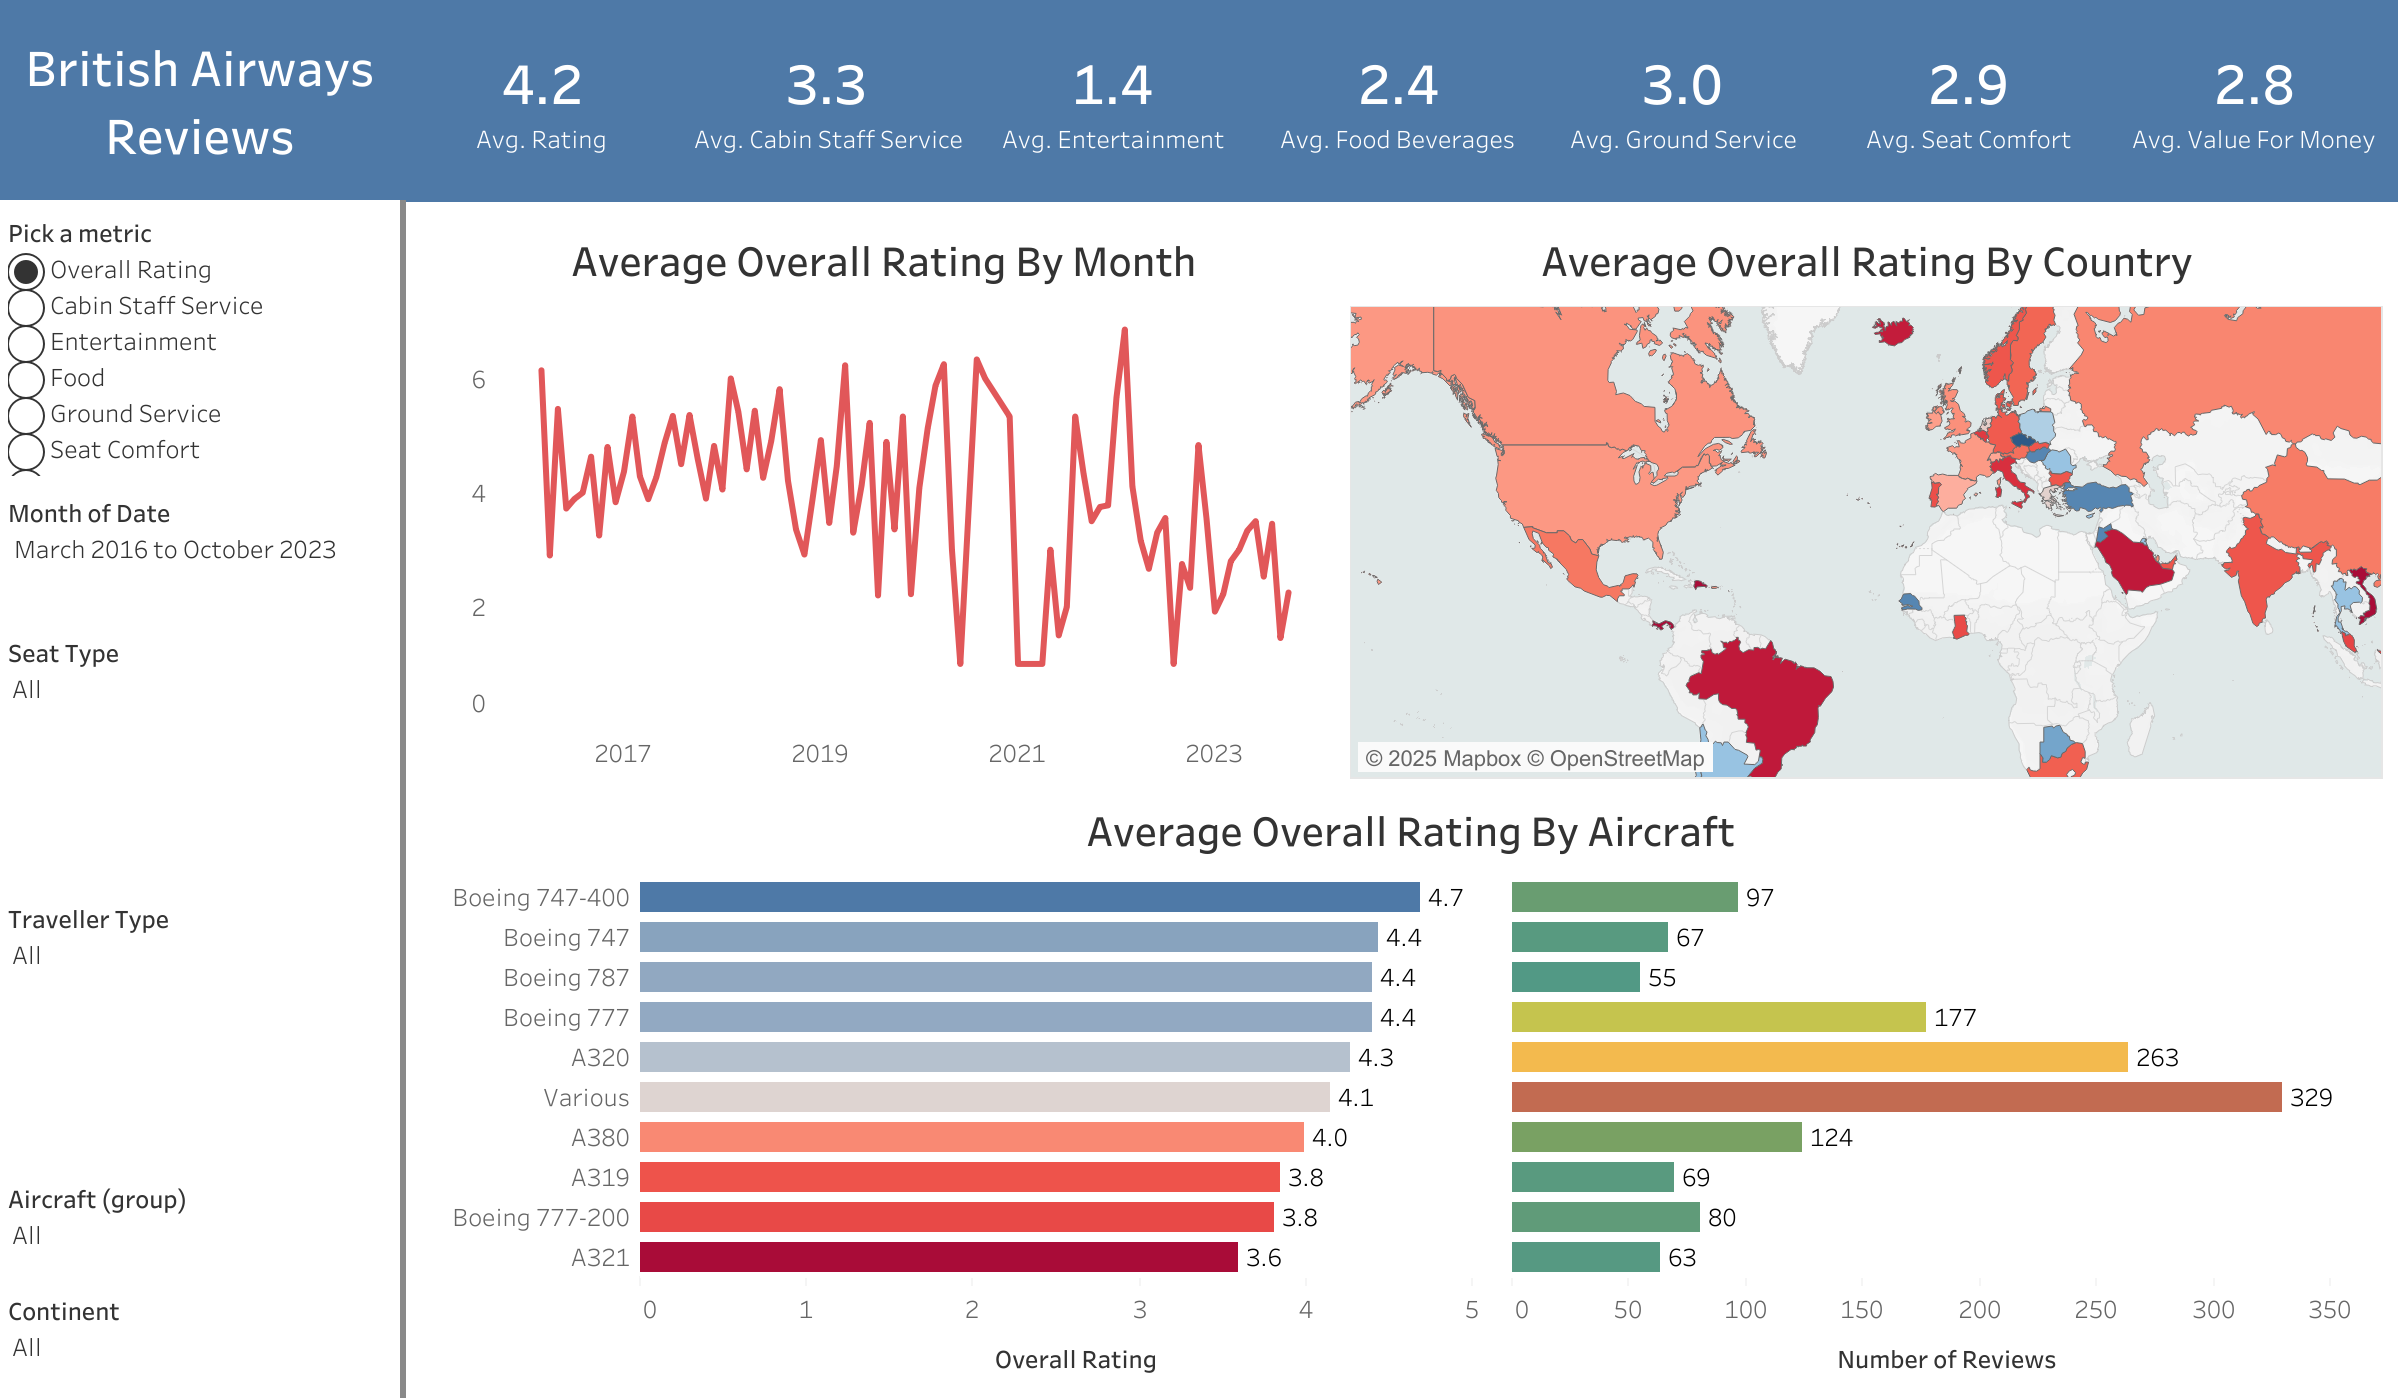 British Airways
Reviews
4.2
Avg. Rating
3.3
Avg. Cabin Staff Service
1.4
Avg. Entertainment
2.4
Avg. Food Beverages
3.0
Avg. Ground Service
2.9
Avg. Seat Comfort
2.8
Avg. Value For Money
Pick a metric
Overall Rating
Cabin Staff Service
Entertainment
Food
Ground Service
Seat Comfort
Month of Date
March 2016 to October 2023
Seat Type
All
Traveller Type
All
Aircraft (group)
All
Continent
All
Average Overall Rating By Month
6
4
2
0
2017 2019 2021 2023
Average Overall Rating By Country
© 2025 Mapbox © OpenStreetMap
Average Overall Rating By Aircraft
Boeing 747-400 4.7 97
Boeing 747 4.4 67
Boeing 787 4.4 55
Boeing 777 4.4 177
A320 4.3 263
Various 4.1 329
A380 4.0 124
A319 3.8 69
Boeing 777-200 3.8 80
A321 3.6 63
0 1 2 3 4 5 0 50 100 150 200 250 300 350
Overall Rating Number of Reviews